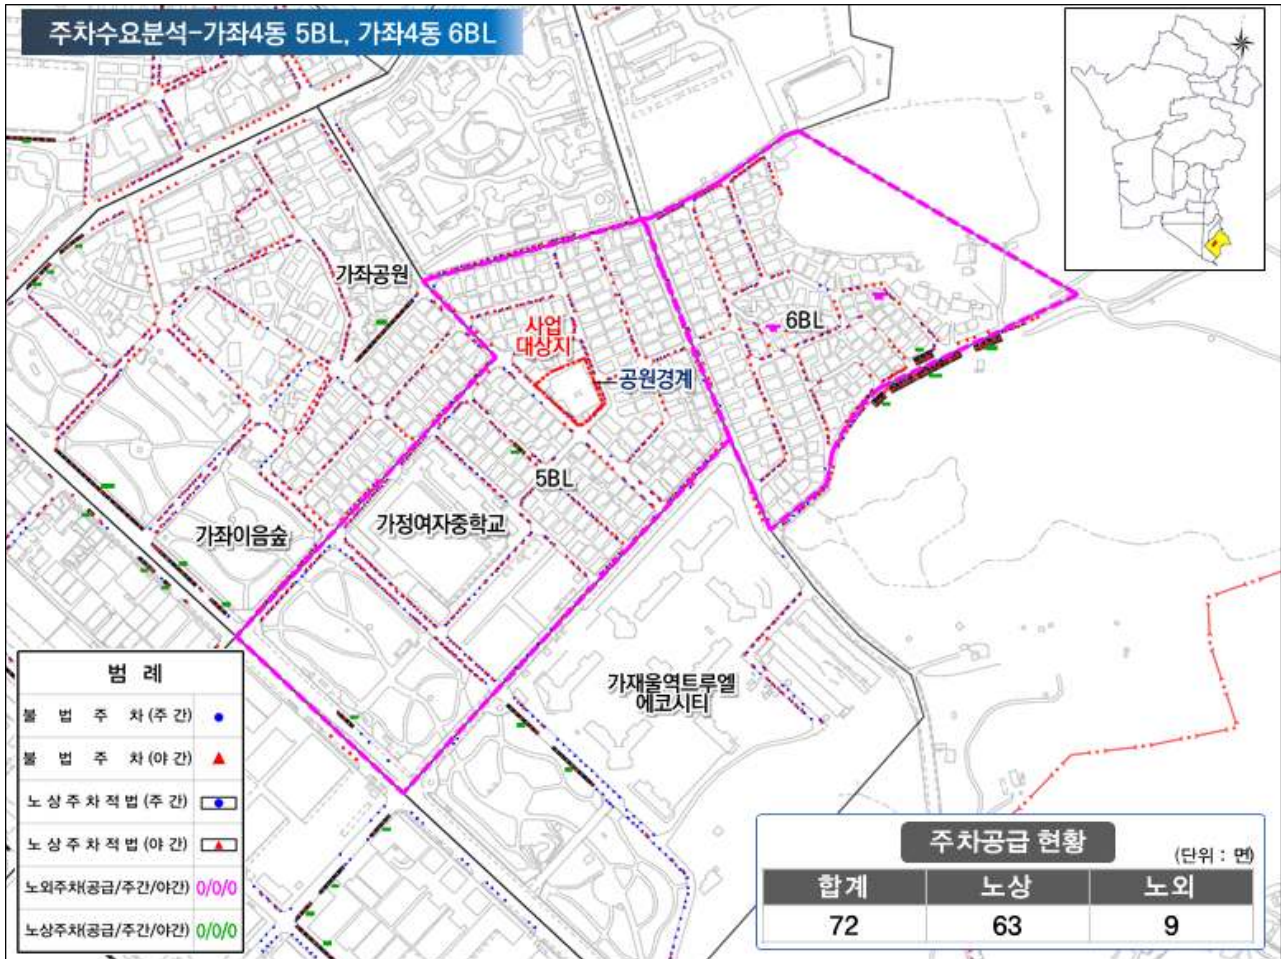 주차수요분석-가좌4동 5BL, 가좌4동 6BL
가좌공원
사업
대상지
공원경계
6BL
5BL
가정여자중학교
가좌이음숲
가재울역트루엘
에코시티
범 례
불 법 주 차 (주 간)
불 법 주 차 (야 간)
노 상 주 차 적 법 (주 간)
노 상 주 차 적 법 (야 간)
노외주차(공급/주간/야간) 0/0/0
노상주차(공급/주간/야간) 0/0/0
주차공급 현황
(단위 : 면)
합계 노상 노외
72 63 9